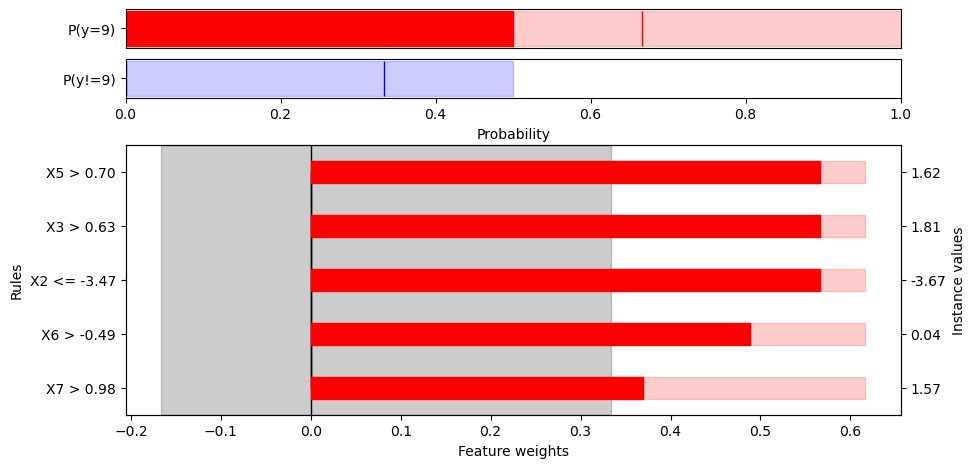 P(y=9)
P(y!=9)
0.0 0.2 0.4 0.6 0.8 1.0
Probability
X5 > 0.70 1.62
X3 > 0.63 1.81
X2 <= -3.47 -3.67
X6 > -0.49 0.04
X7 > 0.98 1.57
Rules
Instance values
−0.2 −0.1 0.0 0.1 0.2 0.3 0.4 0.5 0.6
Feature weights